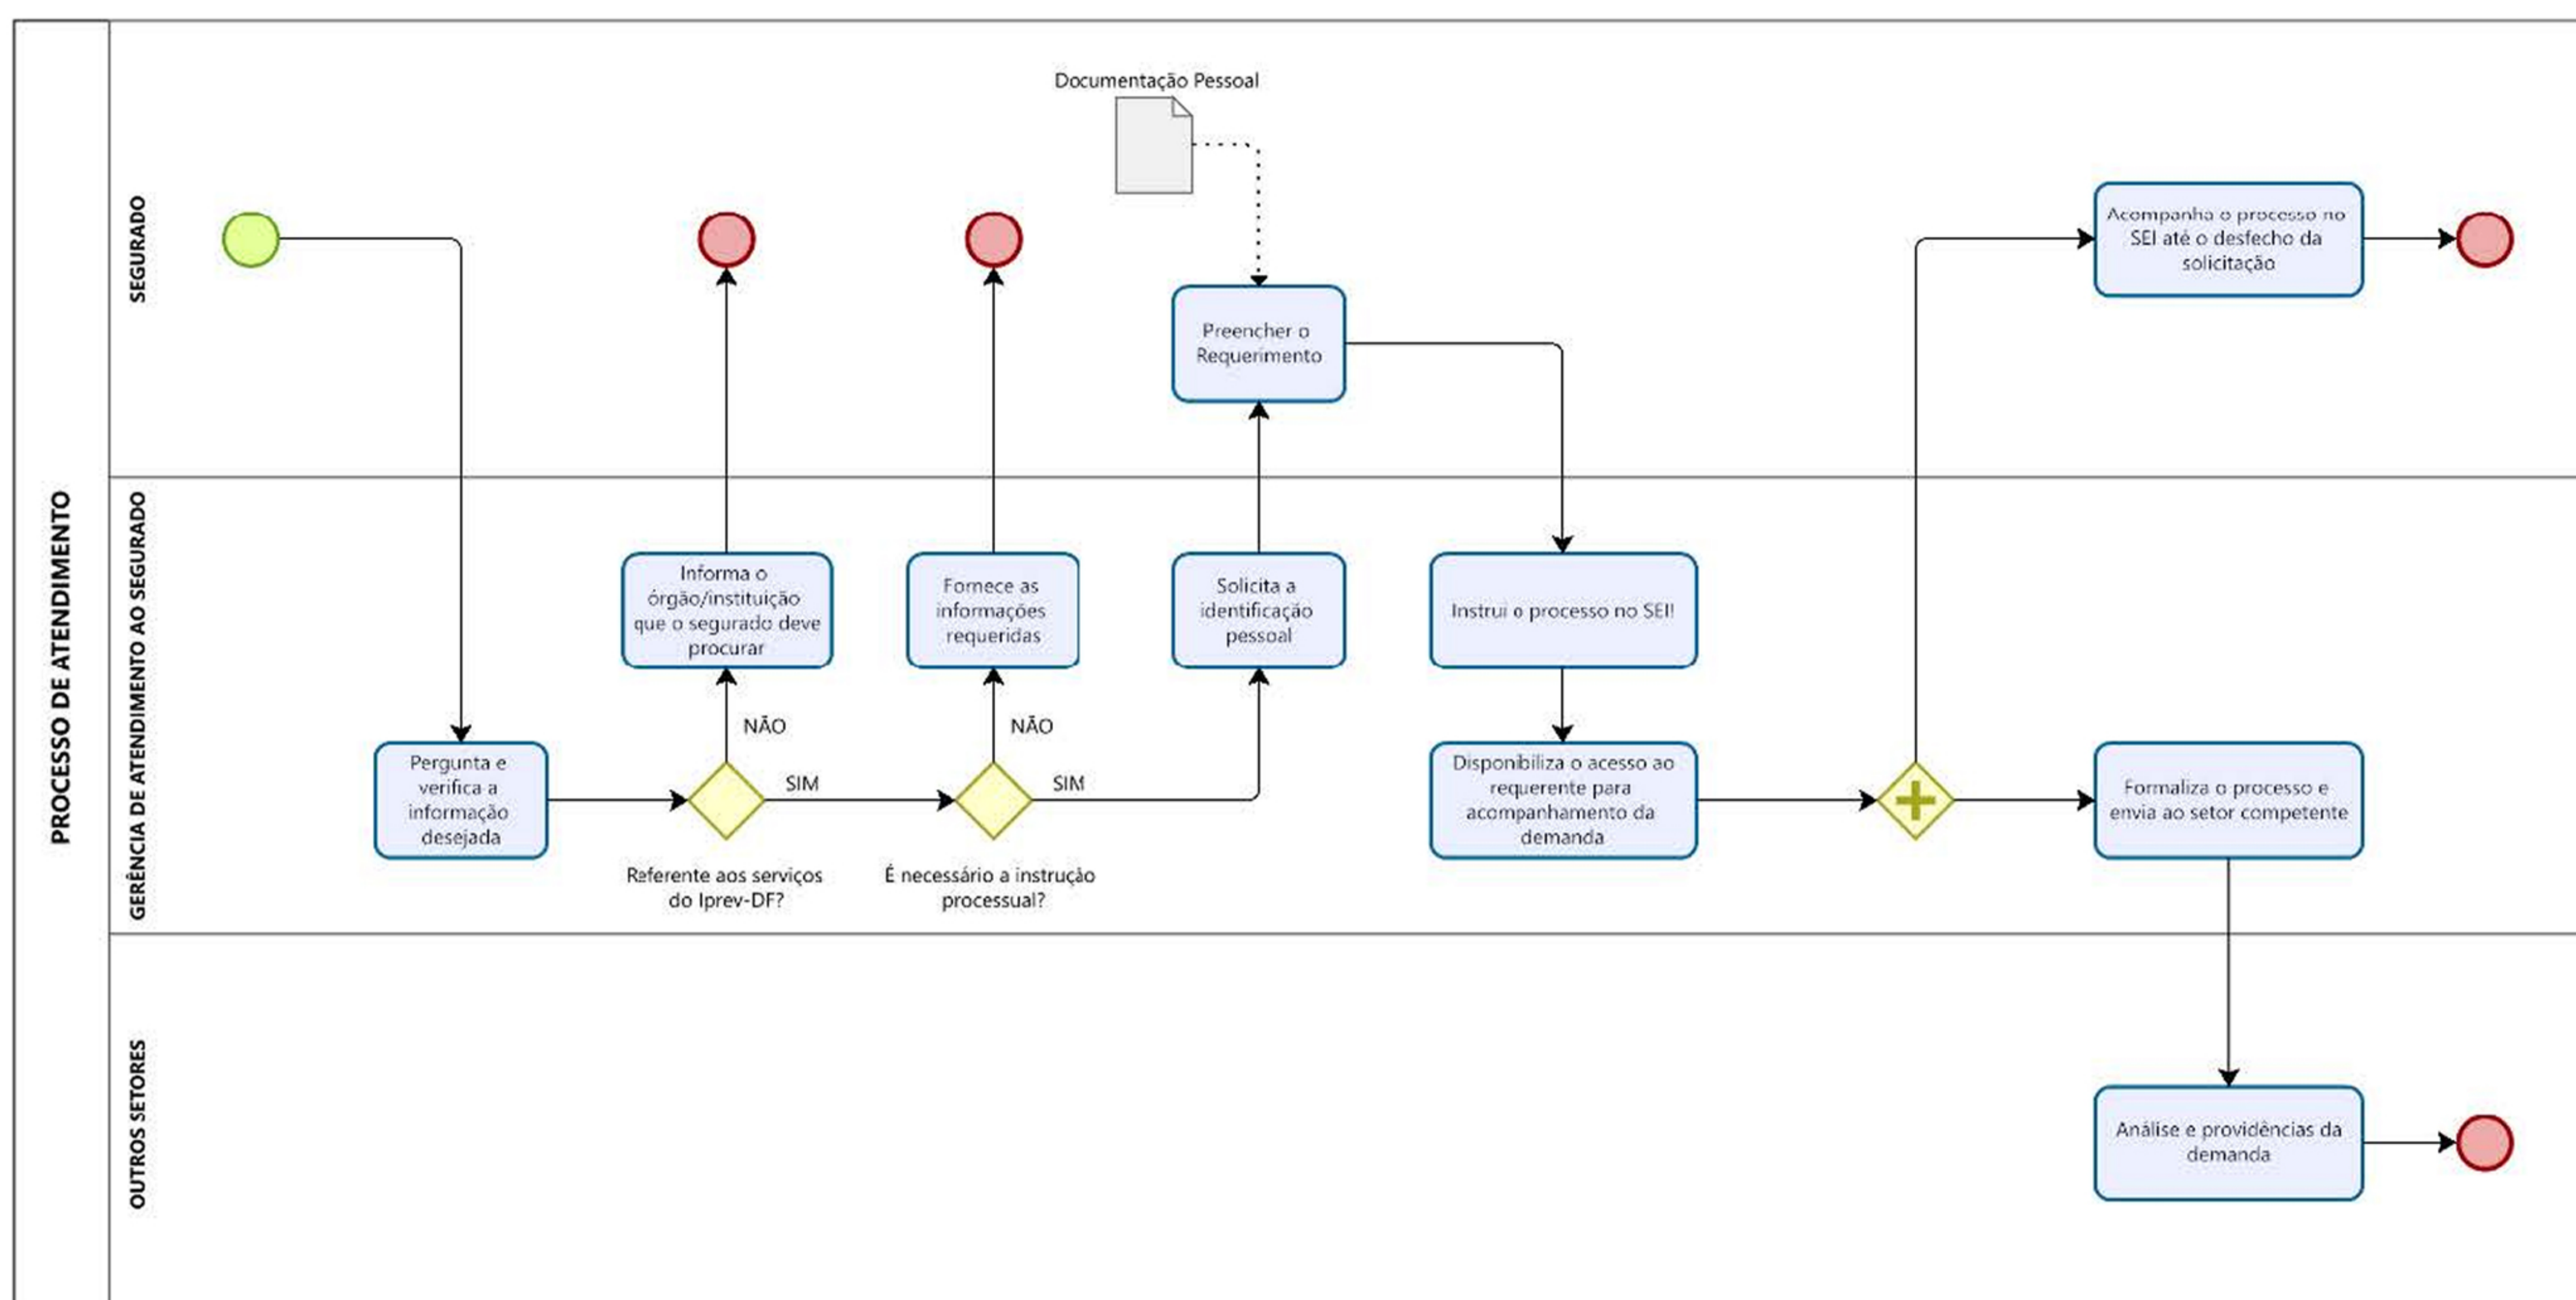 PROCESSO DE ATENDIMENTO
SEGURADO
Documentação Pessoal
Preencher o
Requerimento
Acompanha o processo no
SEI até o desfecho da
solicitação
GERÊNCIA DE ATENDIMENTO AO SEGURADO
Pergunta e
verifica a
informação
desejada
Informa o
órgão/instituição
que o segurado deve
procurar
NÃO
SIM
Referente aos serviços
do Iprev-DF?
Fornece as
informações
requeridas
NÃO
SIM
É necessário a instrução
processual?
Solicita a
identificação
pessoal
Instrui o processo no SEI!
Disponibiliza o acesso ao
requerente para
acompanhamento da
demanda
Formaliza o processo e
envia ao setor competente
OUTROS SETORES
Análise e providências da
demanda